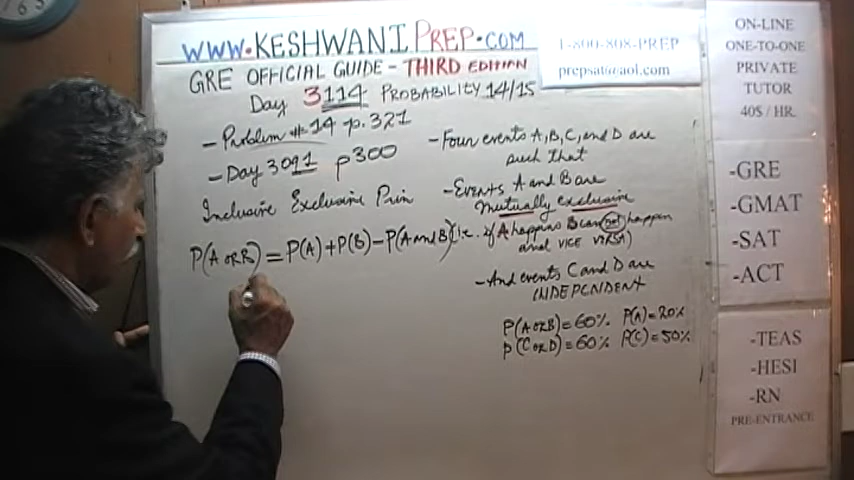 WWW.KESHWANIPREP.COM
GRE OFFICIAL GUIDE - THIRD EDITION
Day 3114 PROBABILITY 14/15
- Problem #14 p.321
- Day 3091 p300
Inclusive Exclusive Prin
P(A OR B) = P(A) + P(B) - P(A and B)
- Four events A, B, C, and D are
such that
- Events A and B are
Mutually exclusive
(i.e. if A happens B can not happen
and VICE VERSA)
- And events C and D are
INDEPENDENT
P(A OR B) = 60% P(A) = 20%
P(C OR D) = 60% P(C) = 50%
1-800-808-PREP
prepsat@aol.com
ON-LINE
ONE-TO-ONE
PRIVATE
TUTOR
40$ / HR.
-GRE
-GMAT
-SAT
-ACT
-TEAS
-HESI
-RN
PRE-ENTRANCE